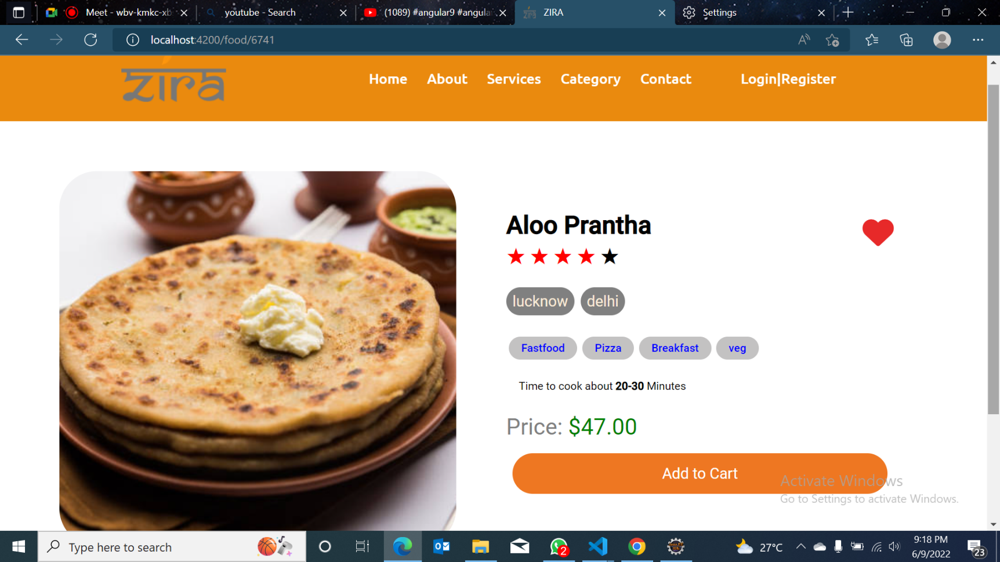 Meet - wbv-kmkc-xb
youtube - Search
(1089) #angular9 #angula
ZIRA
Settings
localhost:4200/food/6741
zira
Home
About
Services
Category
Contact
Login|Register
Aloo Prantha
lucknow
delhi
Fastfood
Pizza
Breakfast
veg
Time to cook about 20-30 Minutes
Price: $47.00
Add to Cart
Activate Windows
Go to Settings to activate Windows.
Type here to search
2
27°C
9:18 PM
6/9/2022
23